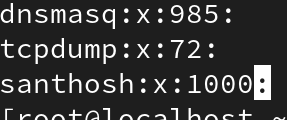 dnsmasq:x:985:
tcpdump:x:72:
santhosh:x:1000:
[root@localhost ~